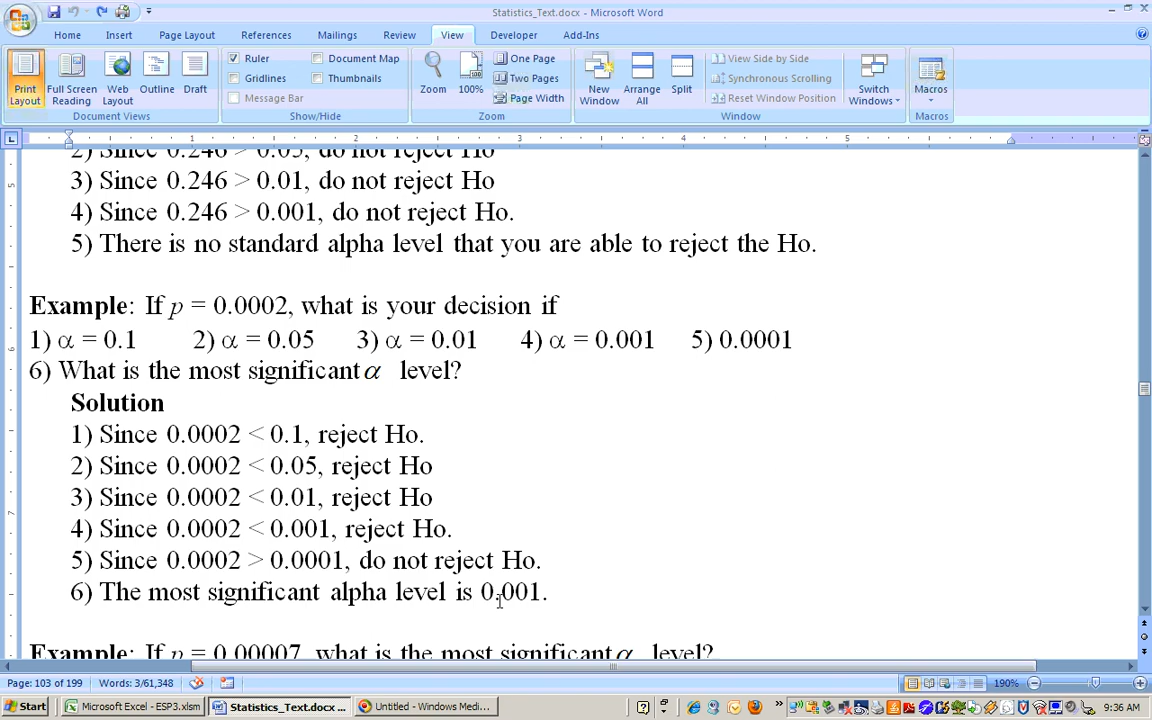 Statistics_Text.docx - Microsoft Word
Home Insert Page Layout References Mailings Review View Developer Add-Ins
Print Layout Full Screen Reading Web Layout Outline Draft
Document Views
Ruler Document Map
Gridlines Thumbnails
Message Bar
Show/Hide
Zoom 100% One Page
Two Pages
Page Width
Zoom
New Window Arrange All Split View Side by Side
Synchronous Scrolling
Reset Window Position
Switch Windows
Window
Macros
Macros
2) Since 0.246 > 0.05, do not reject Ho
3) Since 0.246 > 0.01, do not reject Ho
4) Since 0.246 > 0.001, do not reject Ho.
5) There is no standard alpha level that you are able to reject the Ho.
Example: If p = 0.0002, what is your decision if
1) α = 0.1 2) α = 0.05 3) α = 0.01 4) α = 0.001 5) 0.0001
6) What is the most significant α level?
Solution
1) Since 0.0002 < 0.1, reject Ho.
2) Since 0.0002 < 0.05, reject Ho
3) Since 0.0002 < 0.01, reject Ho
4) Since 0.0002 < 0.001, reject Ho.
5) Since 0.0002 > 0.0001, do not reject Ho.
6) The most significant alpha level is 0.001.
Example: If p = 0.00007, what is the most significant α level?
Page: 103 of 199 Words: 3/61,348 190%
Start Microsoft Excel - ESP3.xlsm Statistics_Text.docx ... Untitled - Windows Medi... 9:36 AM